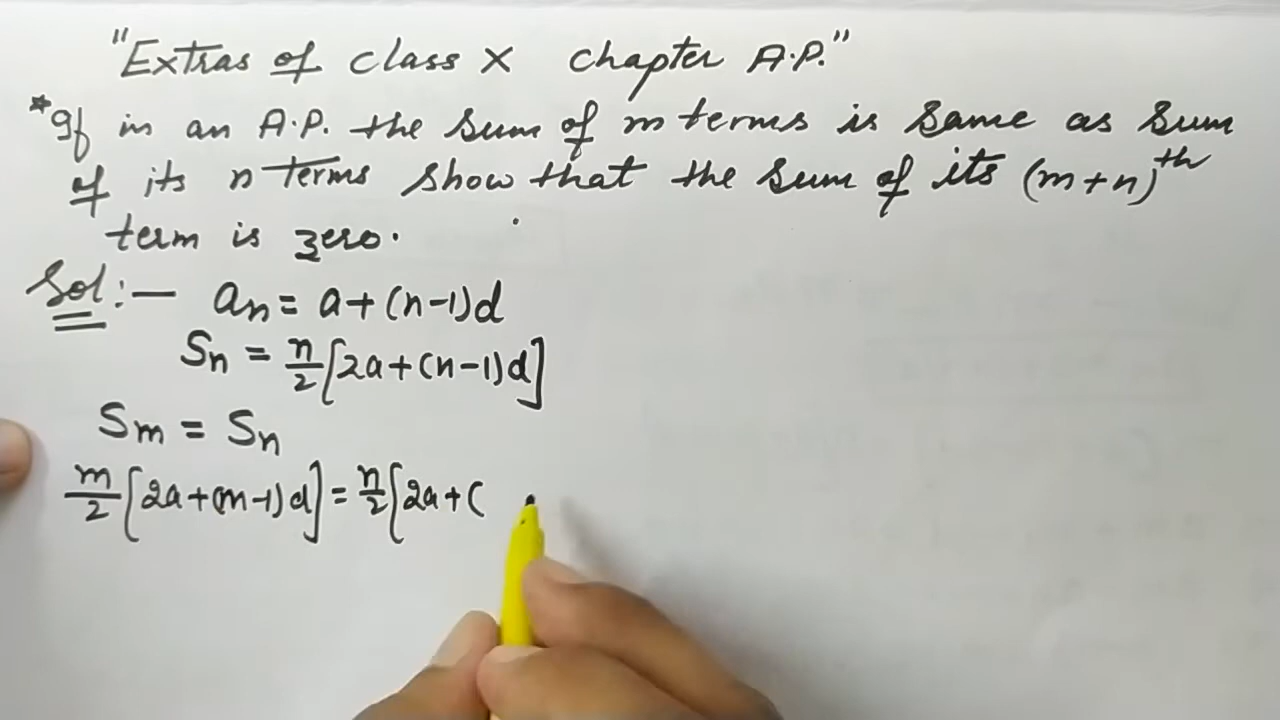 "Extras of class X chapter A.P."
*If in an A.P. the sum of m terms is same as sum
of its n terms show that the sum of its (m+n)th
term is zero.
Sol:— an = a+(n-1)d
Sn = n/2[2a+(n-1)d]
Sm = Sn
m/2[2a+(m-1)d] = n/2[2a+(